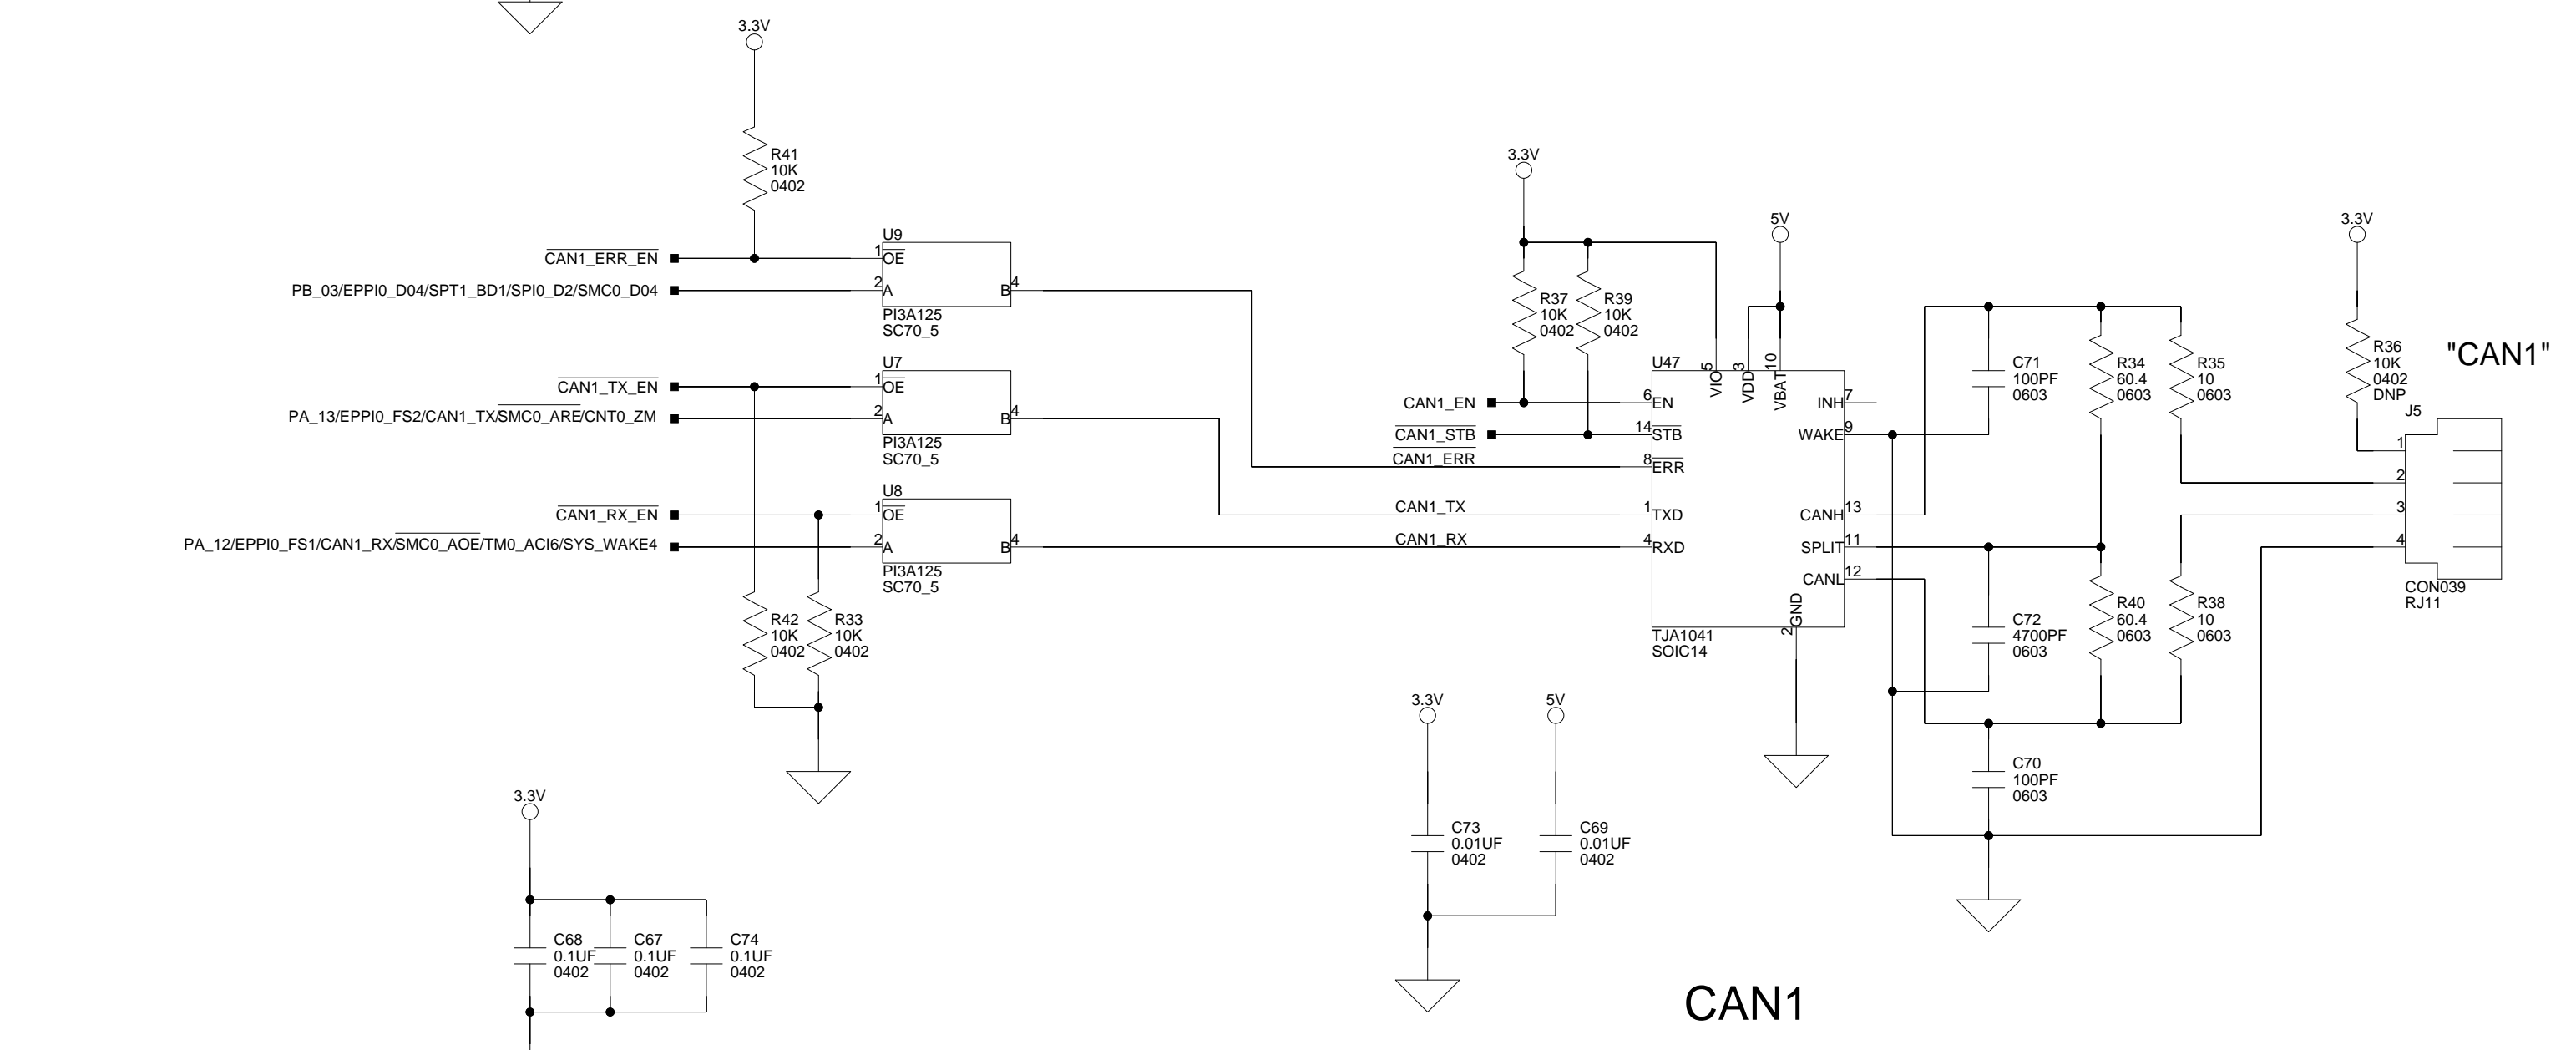 3.3V
R41
10K
0402
CAN1_ERR_EN
PB_03/EPPI0_D04/SPT1_BD1/SPI0_D2/SMC0_D04
U9
1
OE
2
A
B
4
PI3A125
SC70_5
CAN1_TX_EN
PA_13/EPPI0_FS2/CAN1_TX/SMC0_ARE/CNT0_ZM
U7
1
OE
2
A
B
4
PI3A125
SC70_5
CAN1_RX_EN
PA_12/EPPI0_FS1/CAN1_RX/SMC0_AOE/TM0_ACI6/SYS_WAKE4
U8
1
OE
2
A
B
4
PI3A125
SC70_5
R42
10K
0402
R33
10K
0402
3.3V
C68
0.1UF
0402
C67
0.1UF
0402
C74
0.1UF
0402
3.3V
R37
10K
0402
R39
10K
0402
5V
CAN1_EN
CAN1_STB
CAN1_ERR
CAN1_TX
CAN1_RX
U47
5
VIO
3
VDD
10
VBAT
6
EN
14
STB
8
ERR
1
TXD
4
RXD
INH
7
WAKE
9
CANH
13
SPLIT
11
CANL
12
GND
2
TJA1041
SOIC14
3.3V
C73
0.01UF
0402
5V
C69
0.01UF
0402
C71
100PF
0603
R34
60.4
0603
R35
10
0603
C72
4700PF
0603
R40
60.4
0603
R38
10
0603
C70
100PF
0603
3.3V
R36
10K
0402
DNP
"CAN1"
J5
1
2
3
4
CON039
RJ11
CAN1